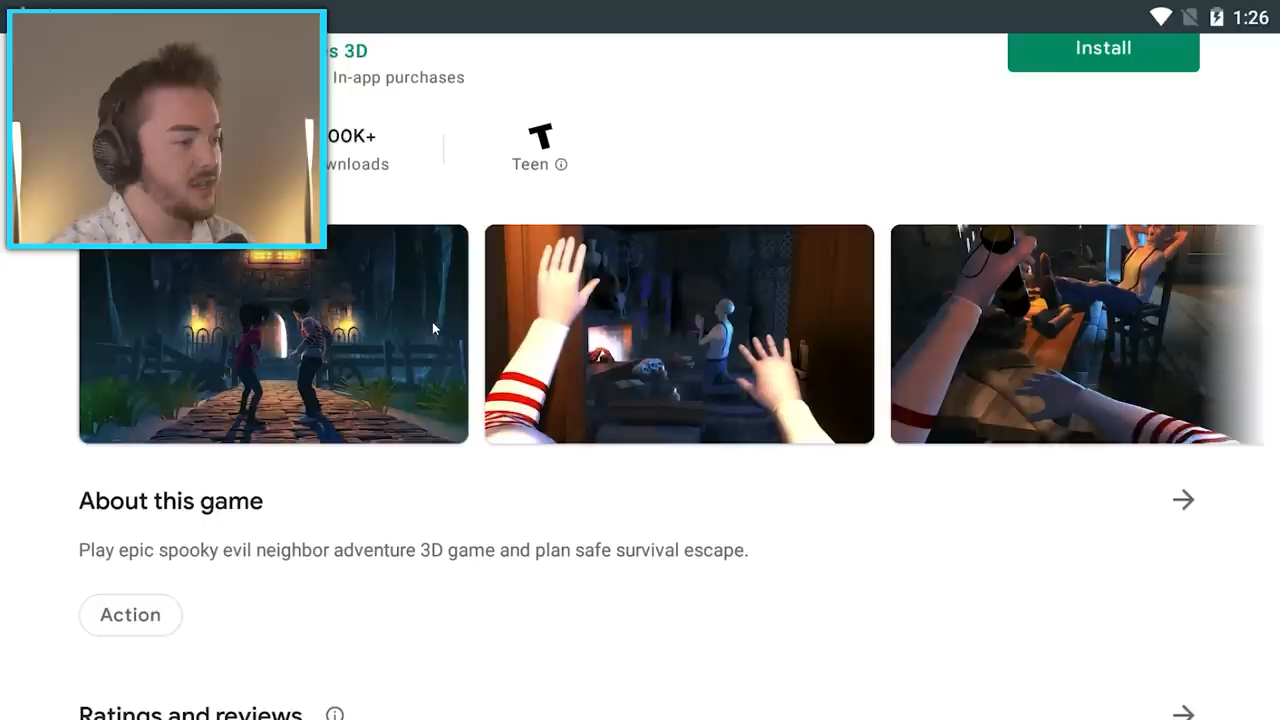 1:26
s 3D
Install
In-app purchases
00K+
wnloads
Teen
About this game
Play epic spooky evil neighbor adventure 3D game and plan safe survival escape.
Action
Ratings and reviews